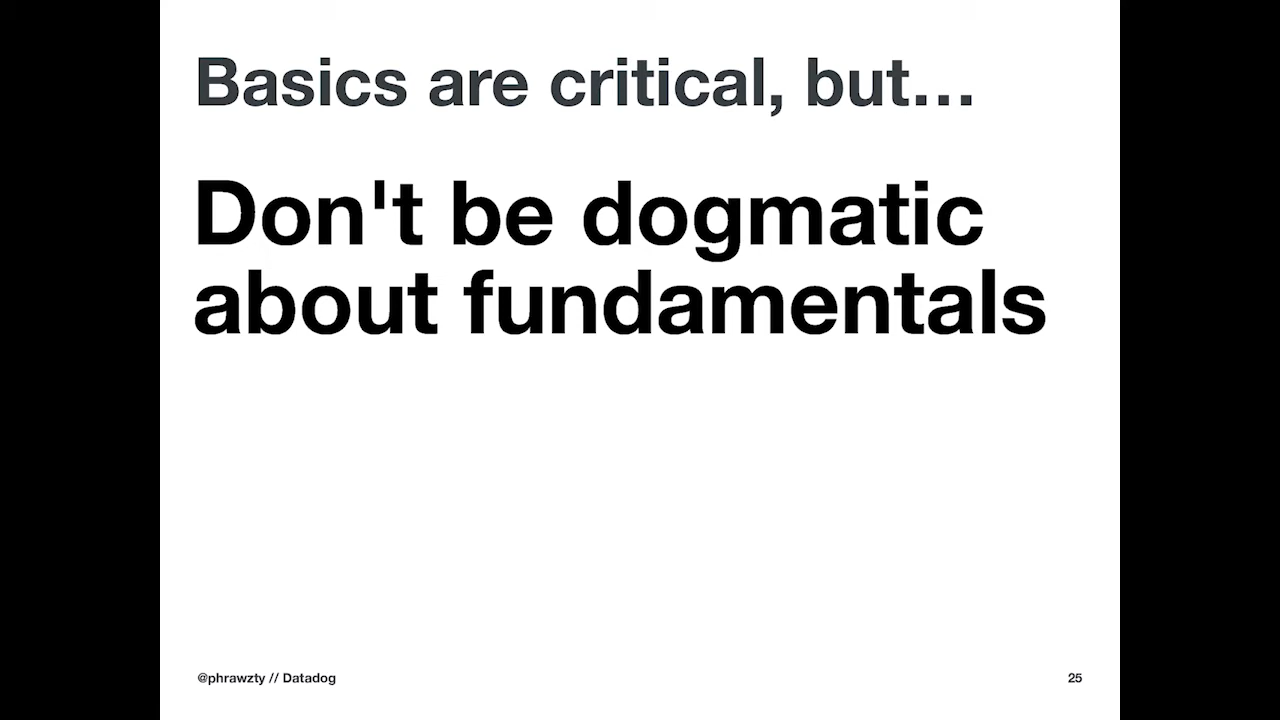 Basics are critical, but…
Don't be dogmatic
about fundamentals
@phrawzty // Datadog
25